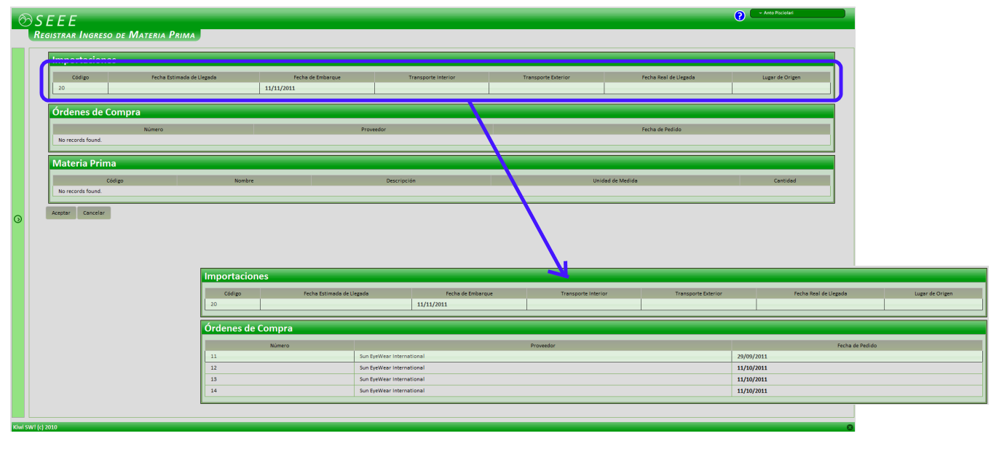 SEEE
? – Anto Pisciolari
Registrar Ingreso de Materia Prima
Importaciones
Código Fecha Estimada de Llegada Fecha de Embarque Transporte Interior Transporte Exterior Fecha Real de Llegada Lugar de Origen
20 11/11/2011
Órdenes de Compra
Número Proveedor Fecha de Pedido
No records found.
Materia Prima
Código Nombre Descripción Unidad de Medida Cantidad
No records found.
Aceptar Cancelar
Importaciones
Código Fecha Estimada de Llegada Fecha de Embarque Transporte Interior Transporte Exterior Fecha Real de Llegada Lugar de Origen
20 11/11/2011
Órdenes de Compra
Número Proveedor Fecha de Pedido
11 Sun EyeWear International 29/09/2011
12 Sun EyeWear International 11/10/2011
13 Sun EyeWear International 11/10/2011
14 Sun EyeWear International 11/10/2011
Kiwi SW! (c) 2010